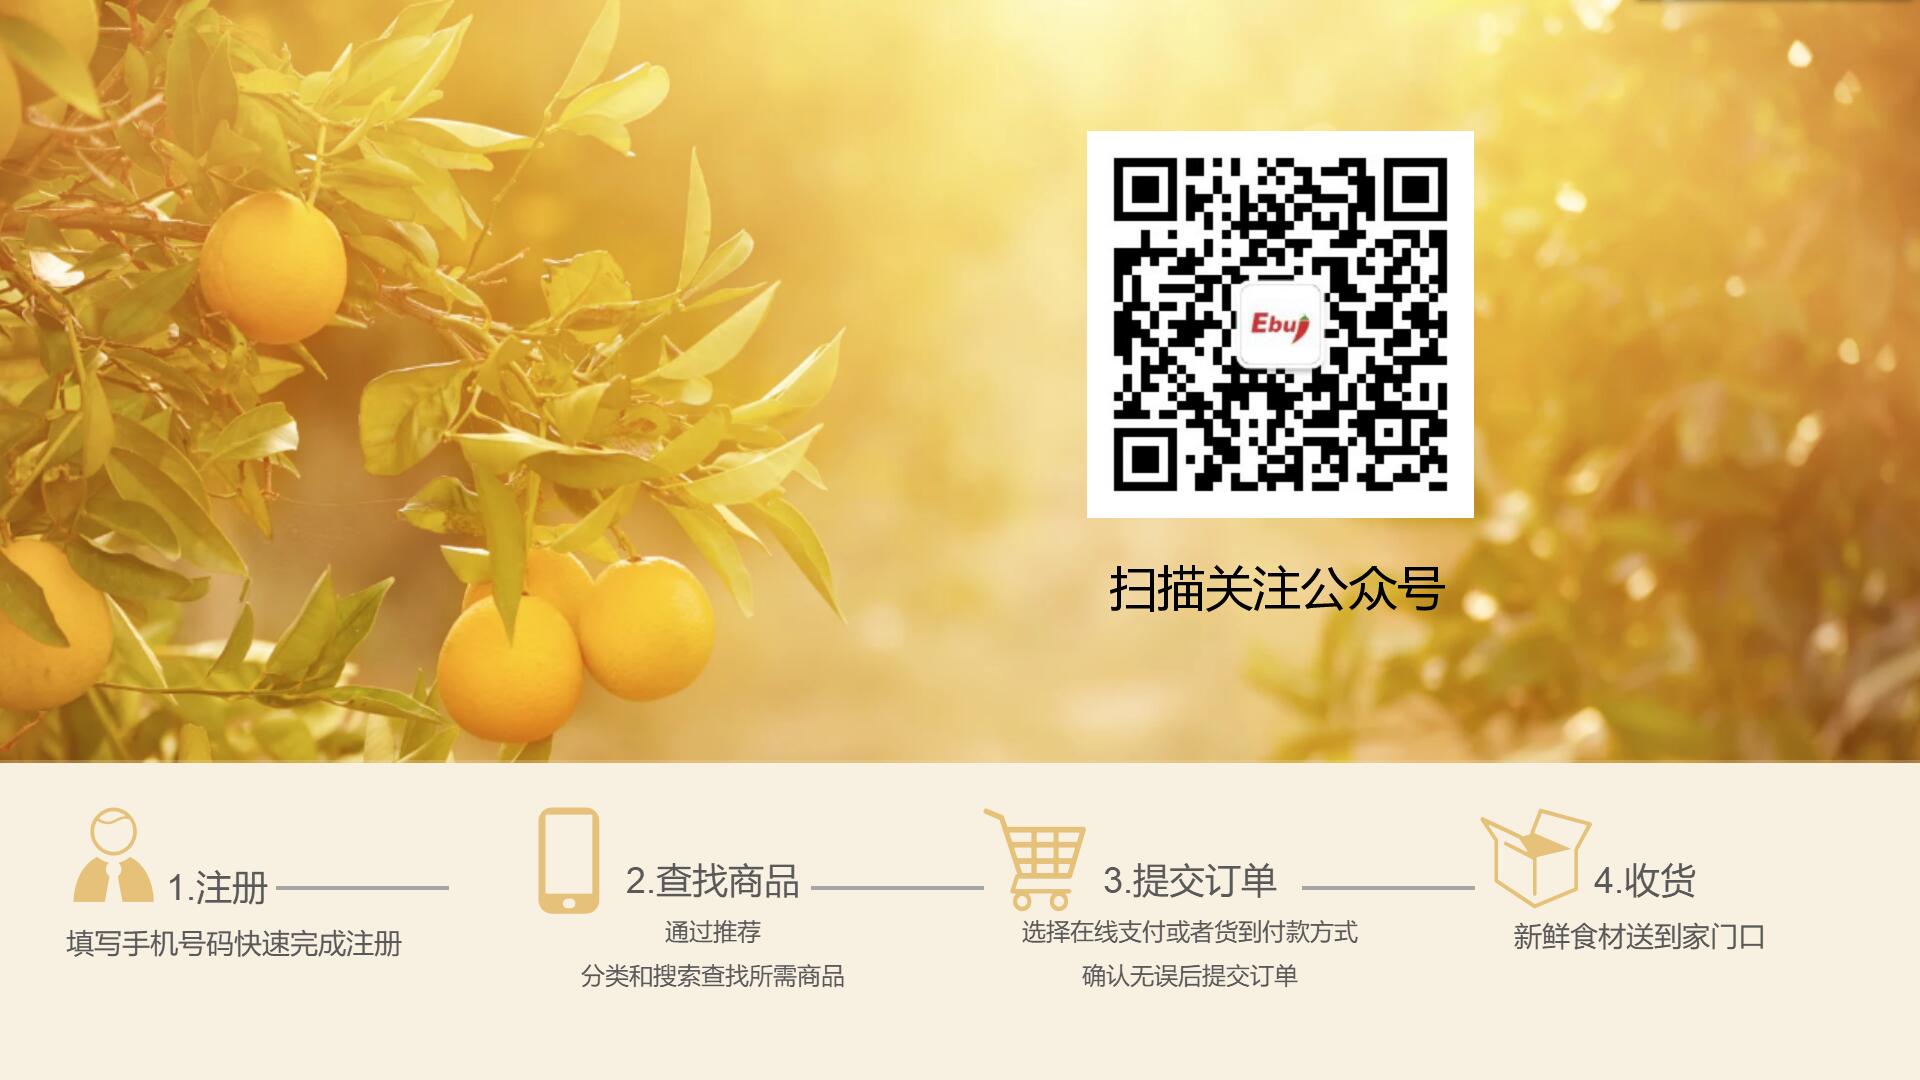 Ebuy
扫描关注公众号
1.注册
填写手机号码快速完成注册
2.查找商品
通过推荐
分类和搜索查找所需商品
3.提交订单
选择在线支付或者货到付款方式
确认无误后提交订单
4.收货
新鲜食材送到家门口